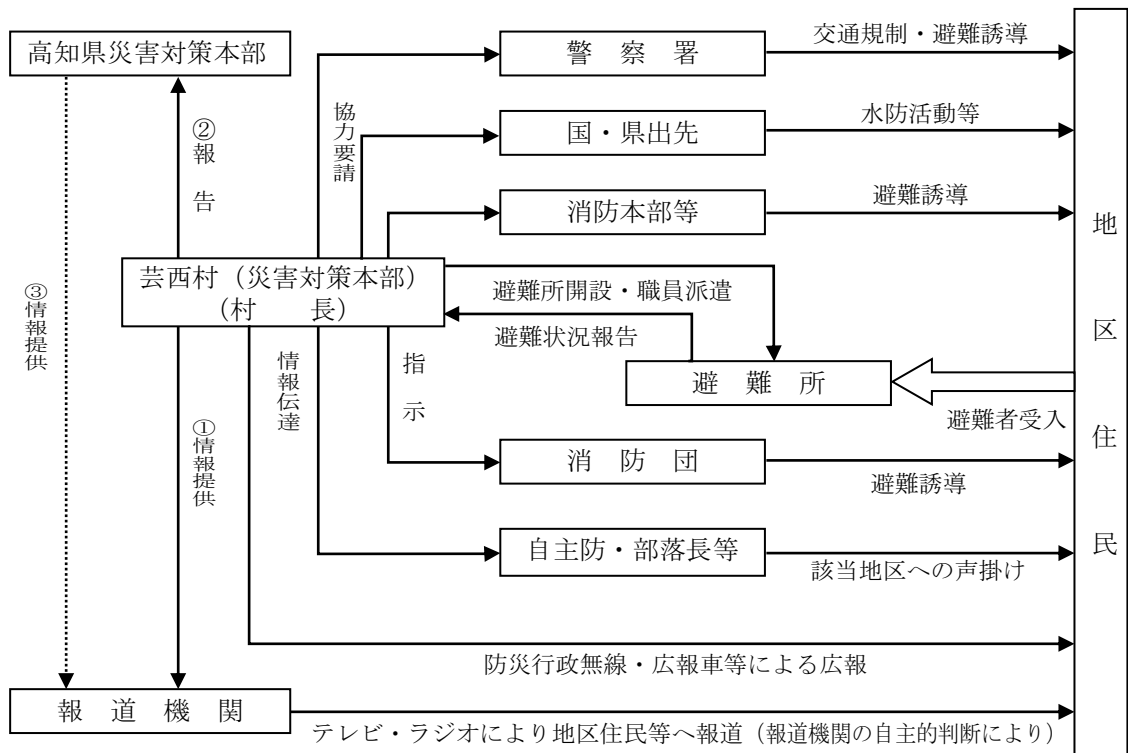 高知県災害対策本部
警察署
交通規制・避難誘導
協力要請
国・県出先
水防活動等
②報告
消防本部等
避難誘導
芸西村（災害対策本部）
（村　　長）
避難所開設・職員派遣
避難状況報告
避　難　所
避難者受入
③情報提供
①情報提供
情報伝達
指示
消　防　団
避難誘導
自主防・部落長等
該当地区への声掛け
防災行政無線・広報車等による広報
報　道　機　関
テレビ・ラジオにより地区住民等へ報道（報道機関の自主的判断により）
地区住民